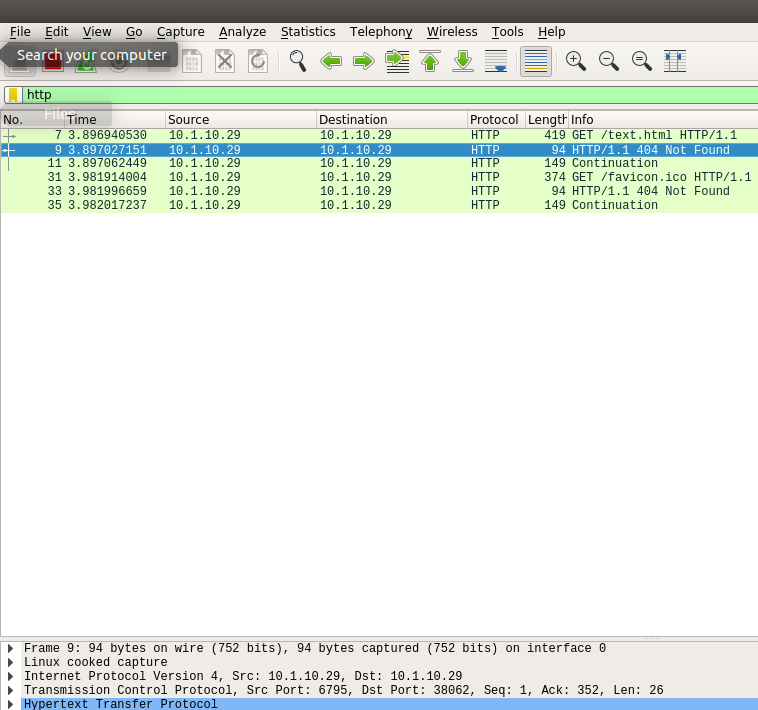 File Edit View Go Capture Analyze Statistics Telephony Wireless Tools Help
Search your computer
http
Files
No. Time Source Destination Protocol Length Info
7 3.896940530 10.1.10.29 10.1.10.29 HTTP 419 GET /text.html HTTP/1.1
9 3.897027151 10.1.10.29 10.1.10.29 HTTP 94 HTTP/1.1 404 Not Found
11 3.897062449 10.1.10.29 10.1.10.29 HTTP 149 Continuation
31 3.981914004 10.1.10.29 10.1.10.29 HTTP 374 GET /favicon.ico HTTP/1.1
33 3.981996659 10.1.10.29 10.1.10.29 HTTP 94 HTTP/1.1 404 Not Found
35 3.982017237 10.1.10.29 10.1.10.29 HTTP 149 Continuation
Frame 9: 94 bytes on wire (752 bits), 94 bytes captured (752 bits) on interface 0
Linux cooked capture
Internet Protocol Version 4, Src: 10.1.10.29, Dst: 10.1.10.29
Transmission Control Protocol, Src Port: 6795, Dst Port: 38062, Seq: 1, Ack: 352, Len: 26
Hypertext Transfer Protocol